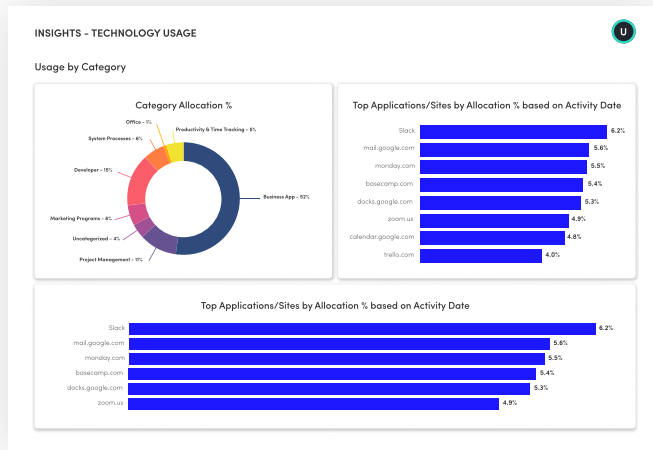 INSIGHTS - TECHNOLOGY USAGE
U
Usage by Category
Category Allocation %
Office - 1%
Productivity & Time Tracking - 5%
System Processes - 6%
Developer - 15%
Business App - 52%
Marketing Programs - 6%
Uncategorized - 4%
Project Management - 11%
Top Applications/Sites by Allocation % based on Activity Date
Slack 6.2%
mail.google.com 5.6%
monday.com 5.5%
basecamp.com 5.4%
docks.google.com 5.3%
zoom.us 4.9%
calendar.google.com 4.8%
trello.com 4.0%
Top Applications/Sites by Allocation % based on Activity Date
Slack 6.2%
mail.google.com 5.6%
monday.com 5.5%
basecamp.com 5.4%
docks.google.com 5.3%
zoom.us 4.9%